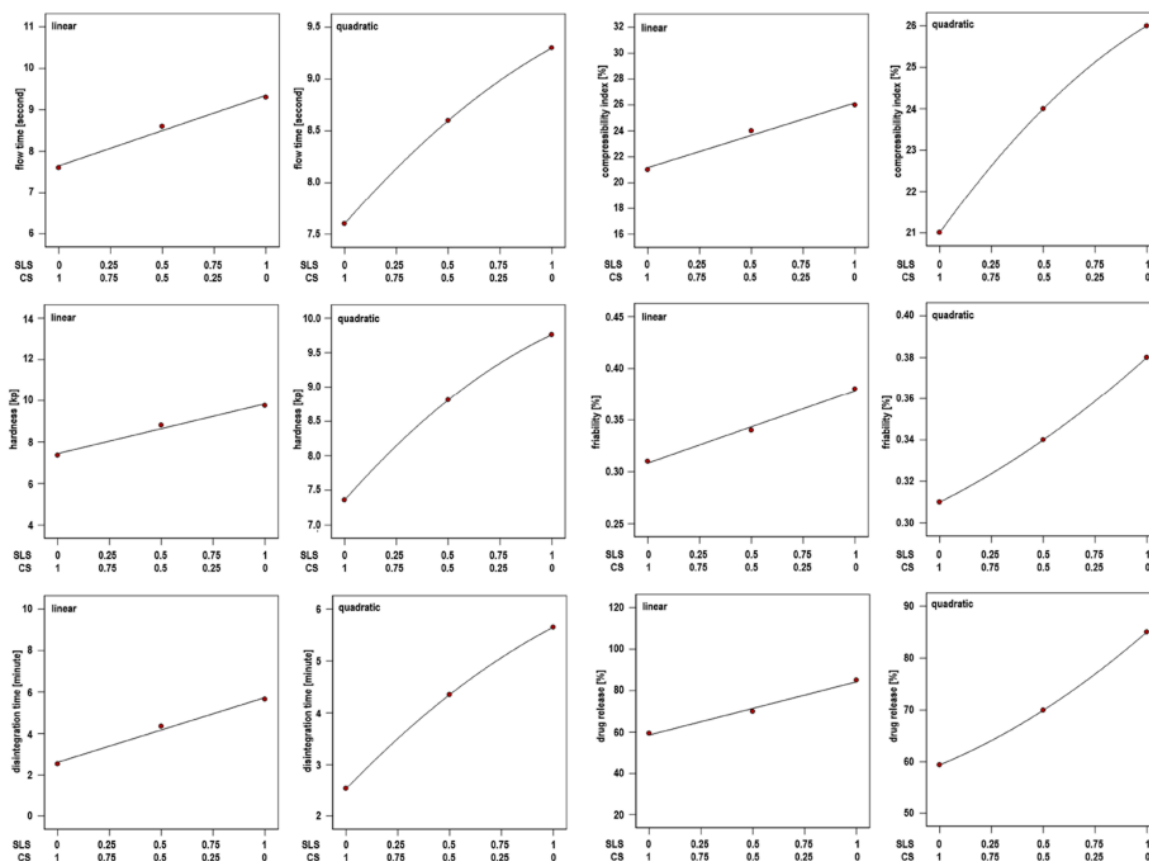 linear
flow time [second]
11
10
9
8
7
6
SLS 0 0.25 0.5 0.75 1
CS 1 0.75 0.5 0.25 0
quadratic
flow time [second]
9.5
9.0
8.5
8.0
7.5
0 0.25 0.5 0.75 1
1 0.75 0.5 0.25 0
linear
compressibility index [%]
32
30
28
26
24
22
20
18
16
SLS 0 0.25 0.5 0.75 1
CS 1 0.75 0.5 0.25 0
quadratic
compressibility index [%]
26
25
24
23
22
21
0 0.25 0.5 0.75 1
1 0.75 0.5 0.25 0
linear
hardness [kp]
14
12
10
8
6
4
SLS 0 0.25 0.5 0.75 1
CS 1 0.75 0.5 0.25 0
quadratic
hardness [kp]
10.0
9.5
9.0
8.5
8.0
7.5
7.0
0 0.25 0.5 0.75 1
1 0.75 0.5 0.25 0
linear
friability [%]
0.45
0.40
0.35
0.30
0.25
SLS 0 0.25 0.5 0.75 1
CS 1 0.75 0.5 0.25 0
quadratic
friability [%]
0.40
0.38
0.36
0.34
0.31
0.30
0 0.25 0.5 0.75 1
1 0.75 0.5 0.25 0
linear
disintegration time [minute]
10
8
6
4
2
0
SLS 0 0.25 0.5 0.75 1
CS 1 0.75 0.5 0.25 0
quadratic
disintegration time [minute]
6
5
4
3
2
0 0.25 0.5 0.75 1
1 0.75 0.5 0.25 0
linear
drug release [%]
120
100
80
60
40
20
SLS 0 0.25 0.5 0.75 1
CS 1 0.75 0.5 0.25 0
quadratic
drug release [%]
90
80
70
60
50
0 0.25 0.5 0.75 1
1 0.75 0.5 0.25 0